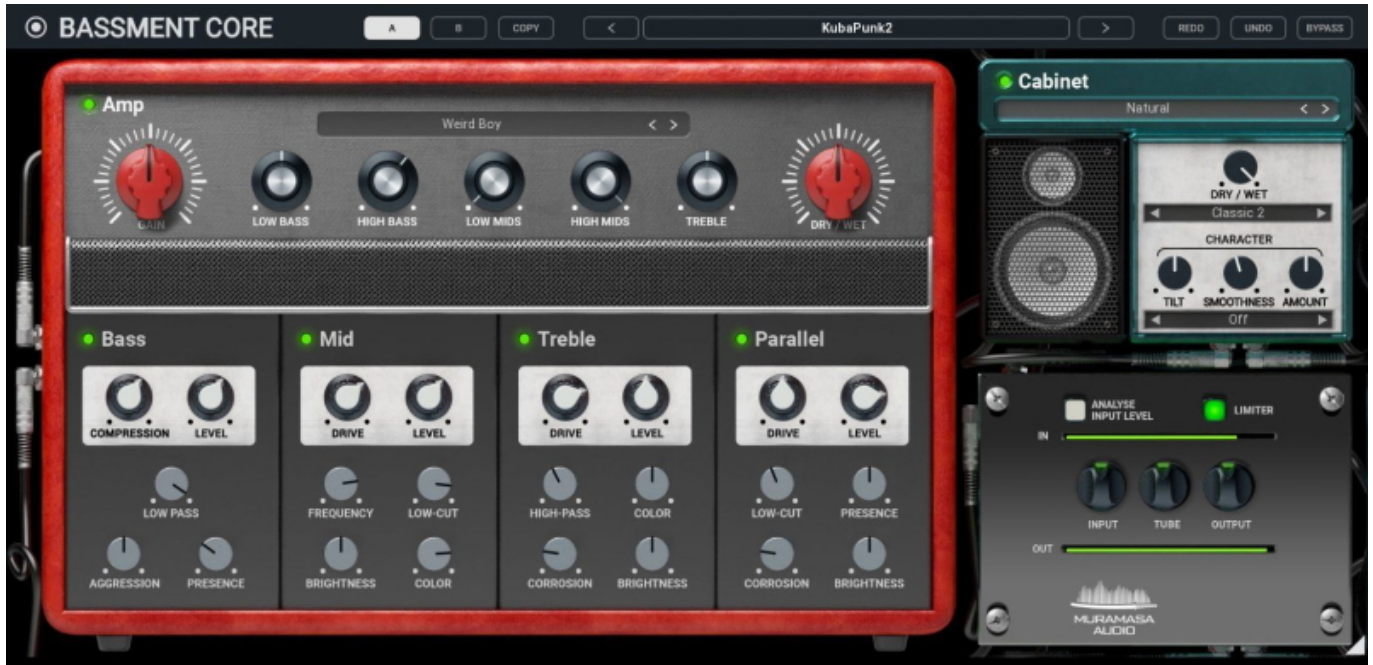 BASSMENT CORE
A
B
COPY
<
KubaPunk2
>
REDO
UNDO
BYPASS
Amp
Weird Boy
< >
GAIN
LOW BASS
HIGH BASS
LOW MIDS
HIGH MIDS
TREBLE
DRY / WET
Cabinet
Natural
< >
DRY / WET
Classic 2
CHARACTER
TILT
SMOOTHNESS
AMOUNT
Off
Bass
COMPRESSION
LEVEL
LOW PASS
AGGRESSION
PRESENCE
Mid
DRIVE
LEVEL
FREQUENCY
LOW-CUT
BRIGHTNESS
COLOR
Treble
DRIVE
LEVEL
HIGH-PASS
COLOR
CORROSION
BRIGHTNESS
Parallel
DRIVE
LEVEL
LOW-CUT
PRESENCE
CORROSION
BRIGHTNESS
ANALYSE
INPUT LEVEL
LIMITER
IN
INPUT
TUBE
OUTPUT
OUT
MURAMASA
AUDIO